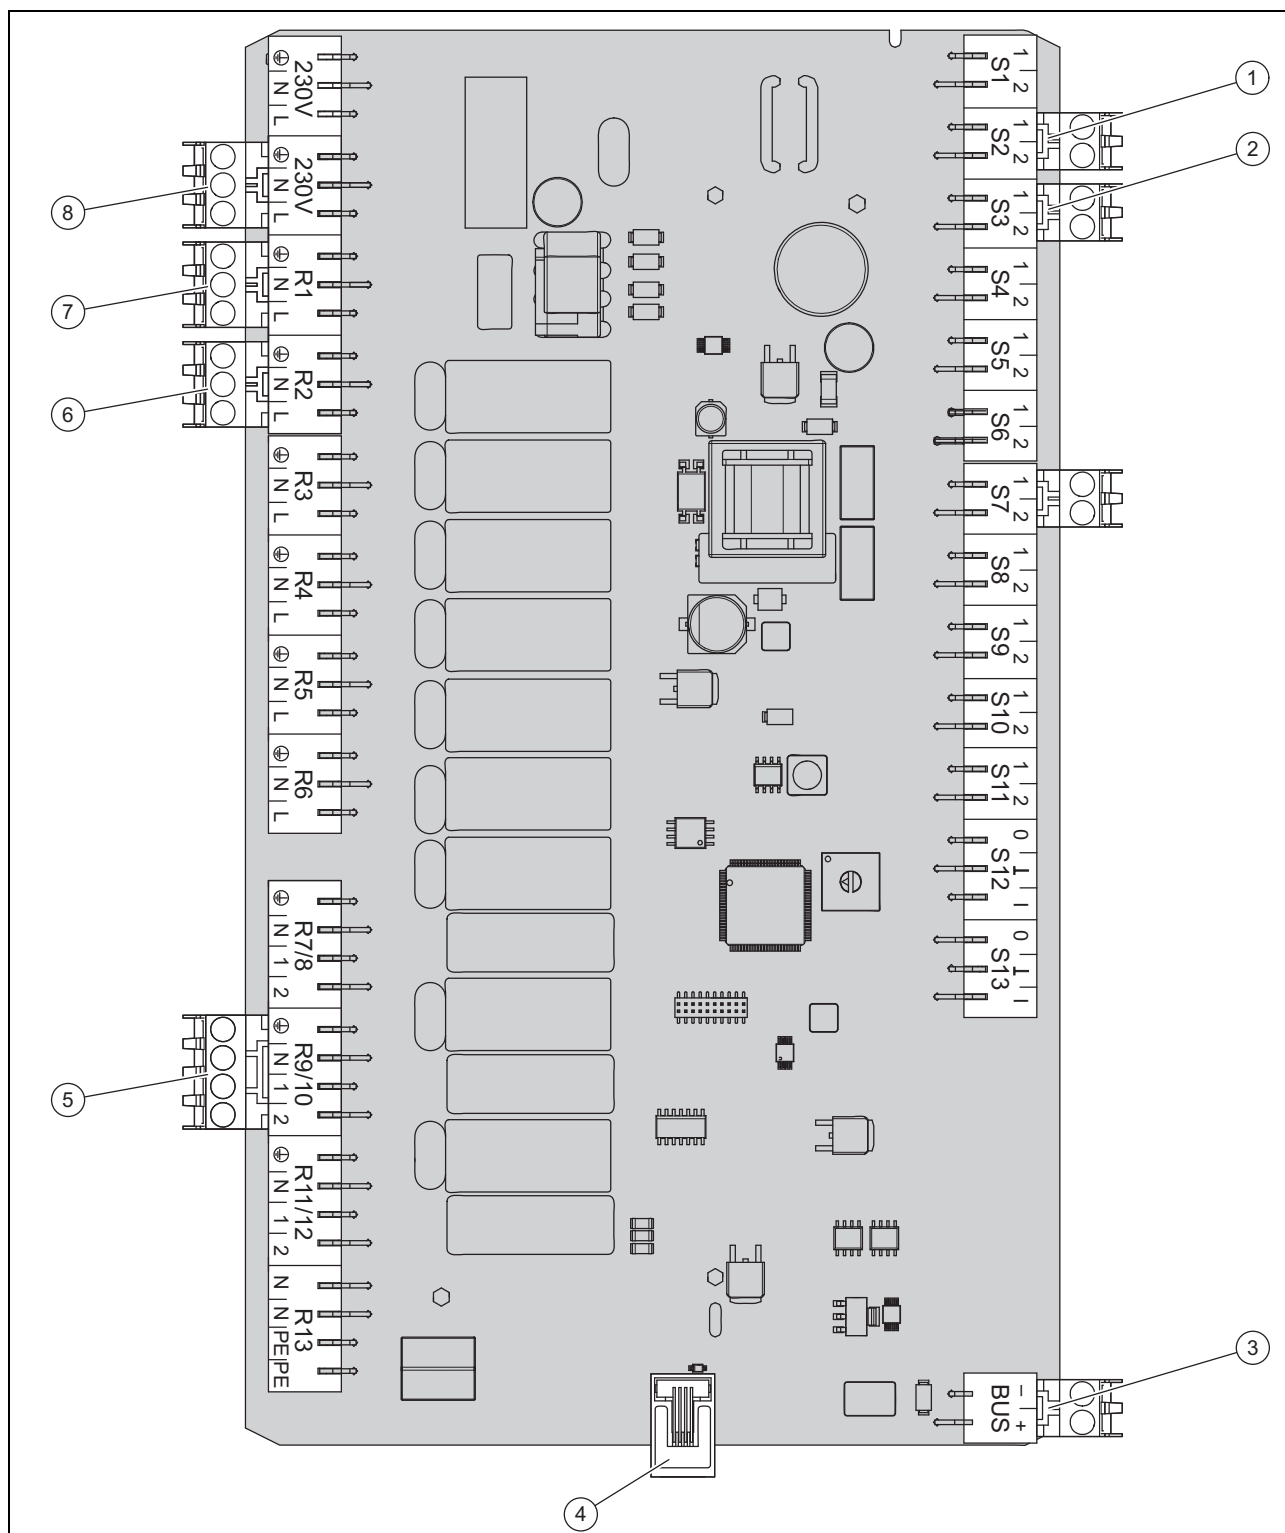 ⏚ N L 230V
⏚ N L 230V
⏚ N L R1
⏚ N L R2
⏚ N L R3
⏚ N L R4
⏚ N L R5
⏚ N L R6
⏚ N 1 2 R7/8
⏚ N 1 2 R9/10
⏚ N 1 2 R11/12
N N PE PE R13
1 2 S1
1 2 S2
1 2 S3
1 2 S4
1 2 S5
1 2 S6
1 2 S7
1 2 S8
1 2 S9
1 2 S10
1 2 S11
0 ⊥ I S12
0 ⊥ I S13
− + BUS
1
2
3
4
5
6
7
8